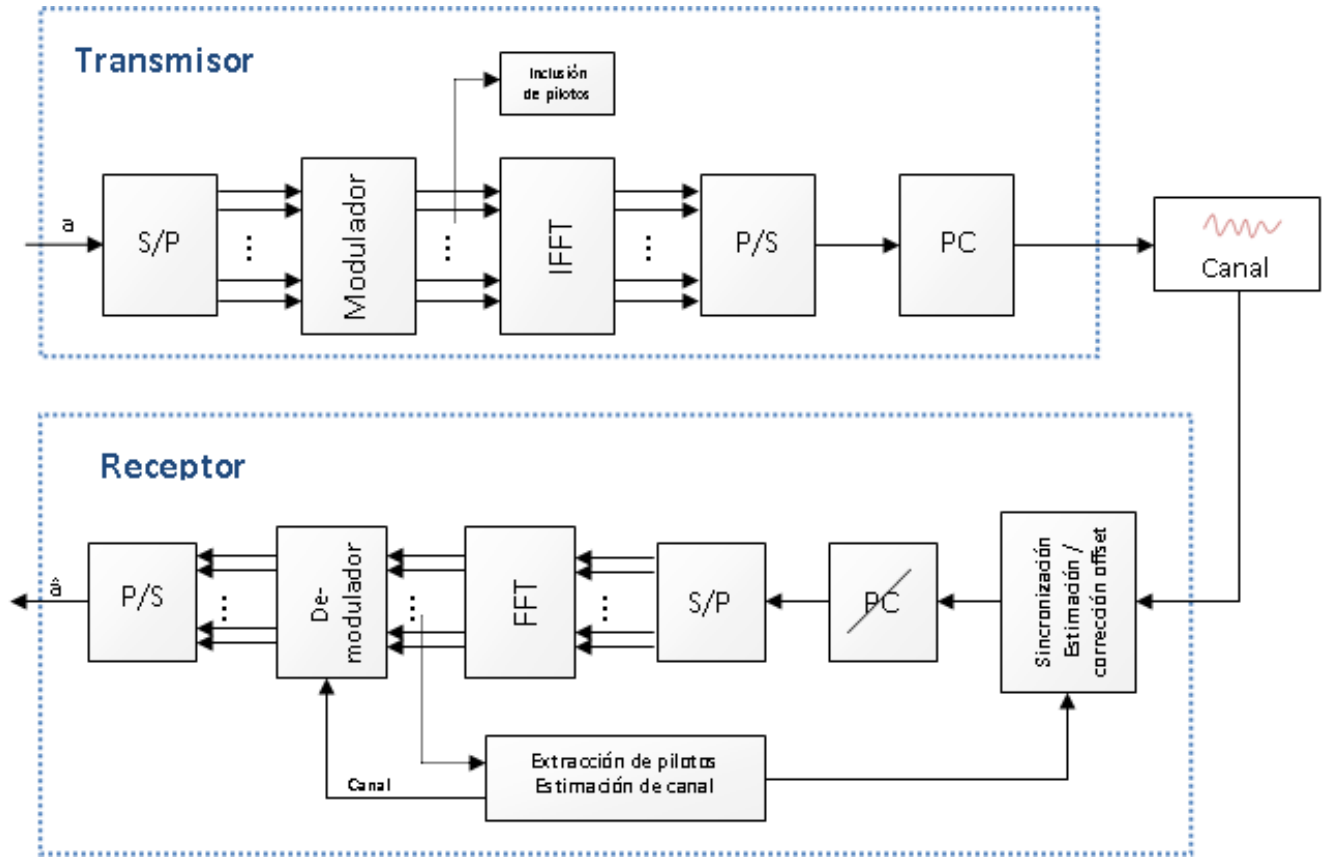 Transmisor
Inclusión
de pilotos
a
S/P
Modulador
IFFT
P/S
PC
Canal
Receptor
â
P/S
De-
modulador
FFT
S/P
PC
Sincronización
Estimación /
corrección offset
Canal
Extracción de pilotos
Estimación de canal